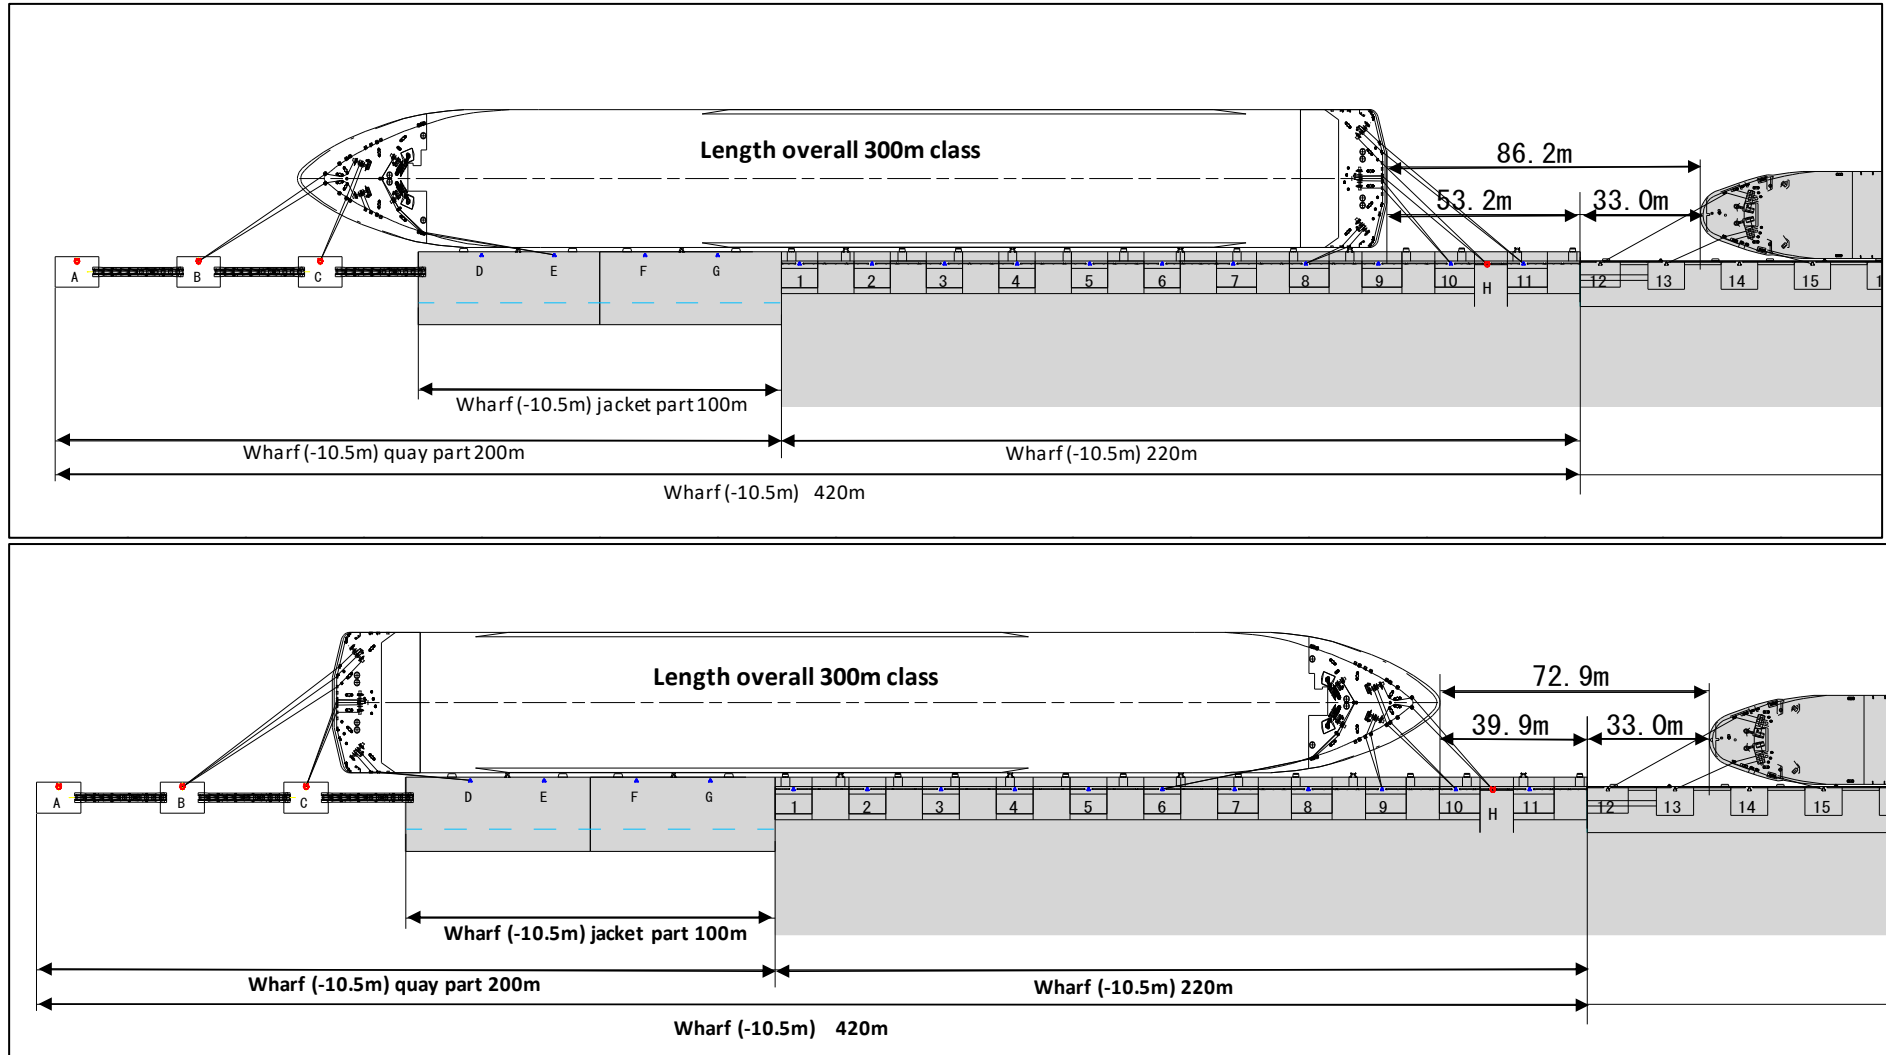 Length overall 300m class
86.2m
53.2m
33.0m
A B C D E F G 1 2 3 4 5 6 7 8 9 10 H 11 12 13 14 15
Wharf (-10.5m) jacket part 100m
Wharf (-10.5m) quay part 200m
Wharf (-10.5m) 220m
Wharf (-10.5m) 420m
Length overall 300m class
72.9m
39.9m
33.0m
A B C D E F G 1 2 3 4 5 6 7 8 9 10 H 11 12 13 14 15
Wharf (-10.5m) jacket part 100m
Wharf (-10.5m) quay part 200m
Wharf (-10.5m) 220m
Wharf (-10.5m) 420m